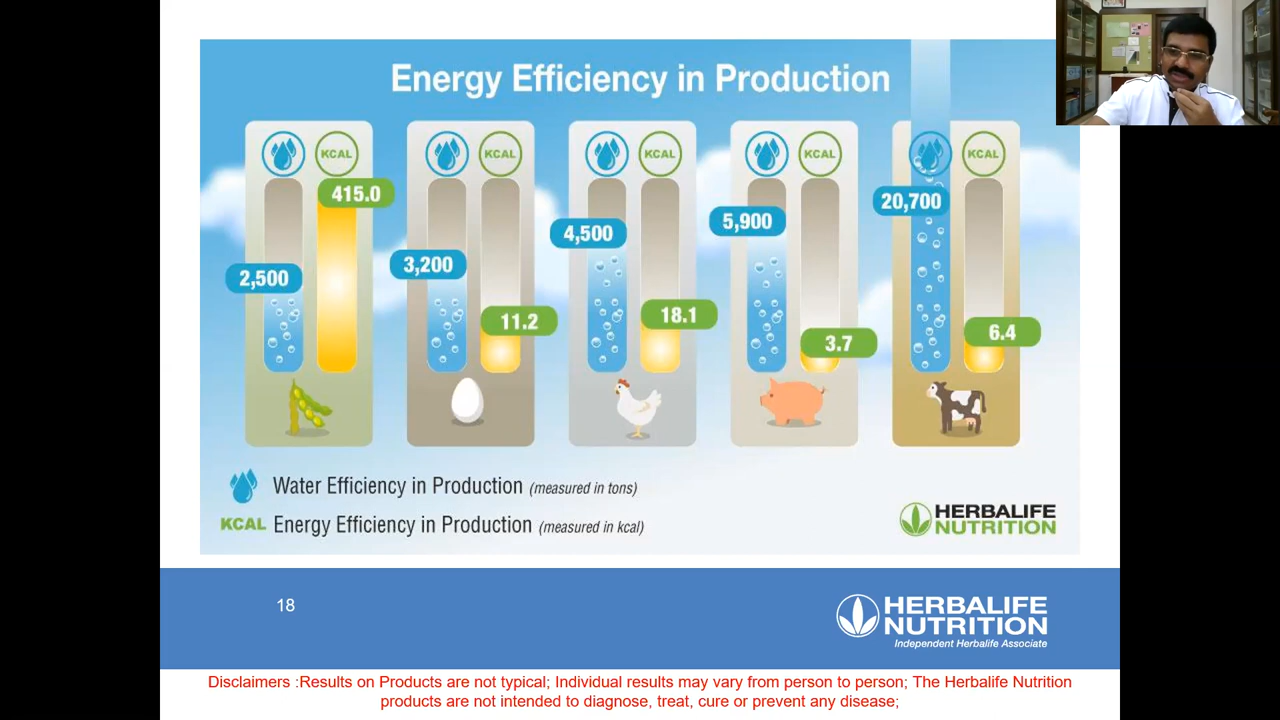 Energy Efficiency in Production
KCAL
KCAL
KCAL
KCAL
KCAL
415.0
2,500
3,200
11.2
4,500
18.1
5,900
3.7
20,700
6.4
Water Efficiency in Production (measured in tons)
KCAL Energy Efficiency in Production (measured in kcal)
HERBALIFE
NUTRITION
18
HERBALIFE
NUTRITION
Independent Herbalife Associate
Disclaimers :Results on Products are not typical; Individual results may vary from person to person; The Herbalife Nutrition
products are not intended to diagnose, treat, cure or prevent any disease;